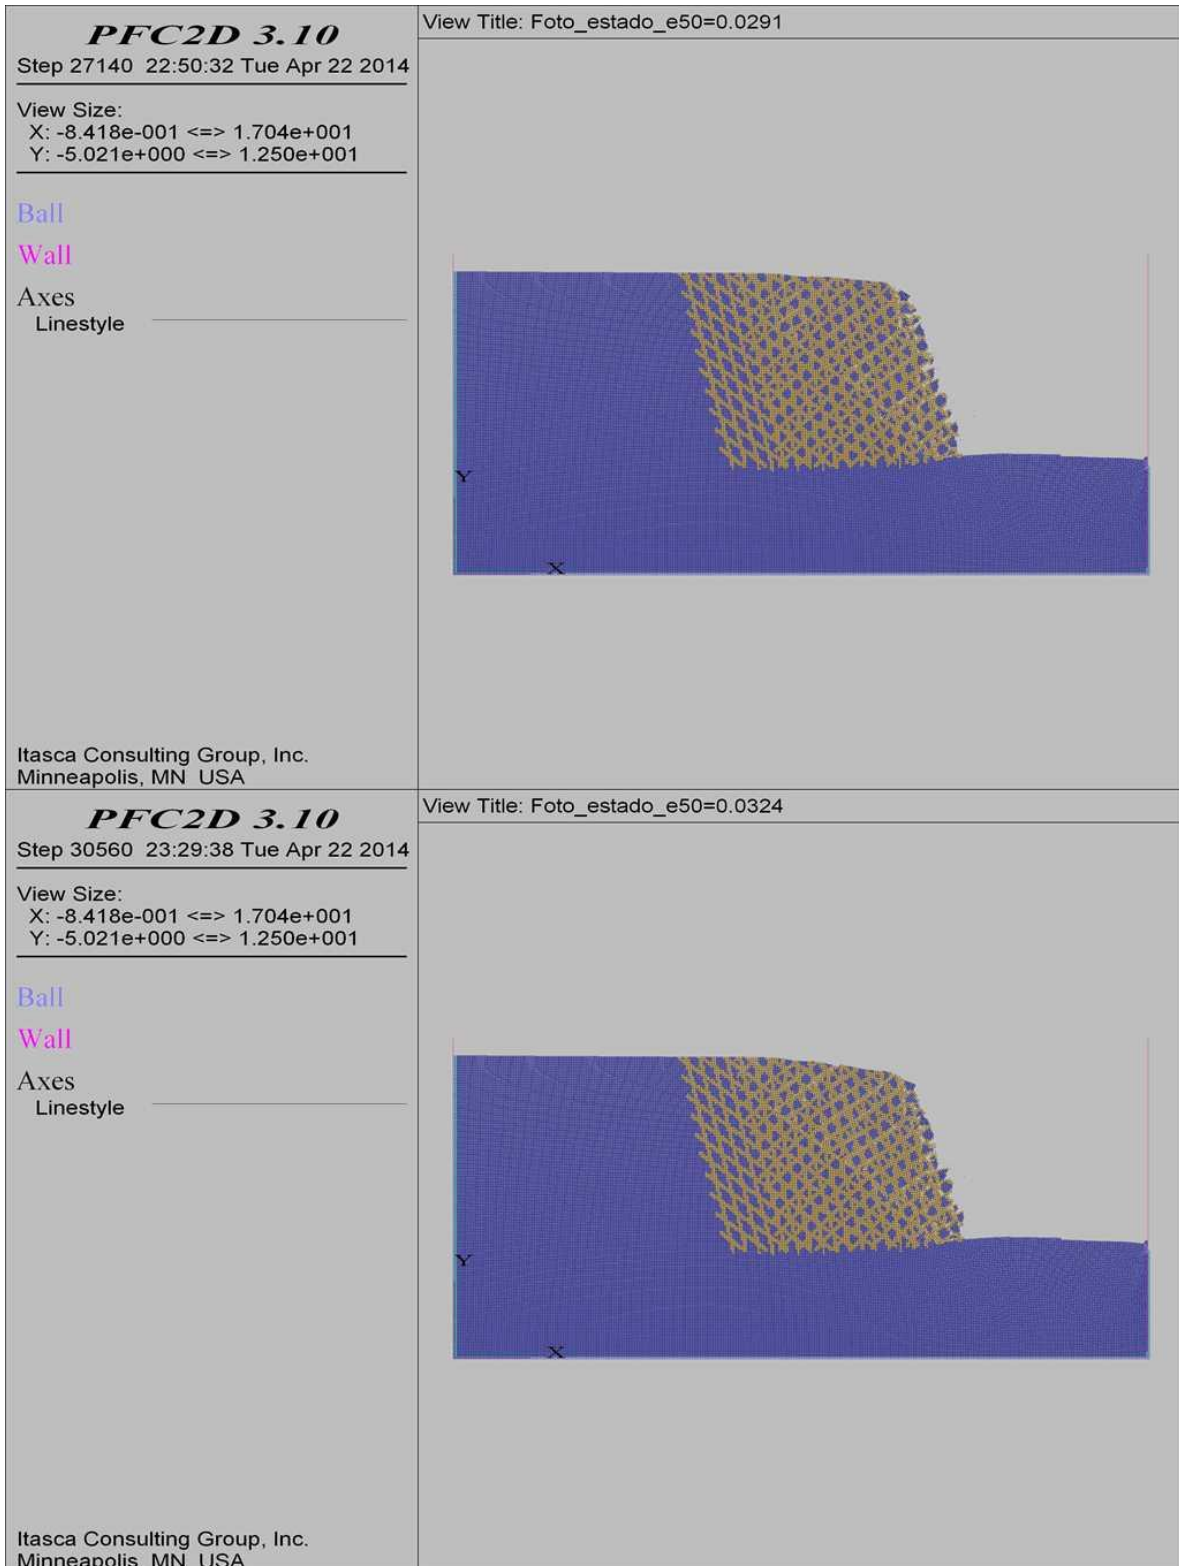 PFC2D 3.10
Step 27140 22:50:32 Tue Apr 22 2014
View Size:
X: -8.418e-001 <=> 1.704e+001
Y: -5.021e+000 <=> 1.250e+001
Ball
Wall
Axes
Linestyle
Itasca Consulting Group, Inc.
Minneapolis, MN USA
View Title: Foto_estado_e50=0.0291
Y
X
PFC2D 3.10
Step 30560 23:29:38 Tue Apr 22 2014
View Size:
X: -8.418e-001 <=> 1.704e+001
Y: -5.021e+000 <=> 1.250e+001
Ball
Wall
Axes
Linestyle
Itasca Consulting Group, Inc.
Minneapolis, MN USA
View Title: Foto_estado_e50=0.0324
Y
X